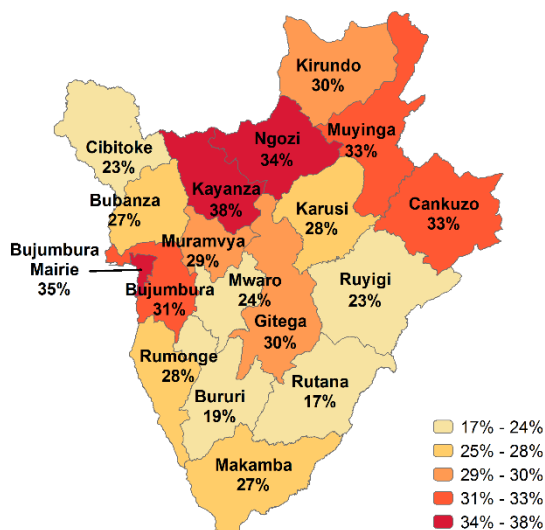 Kirundo
30%
Ngozi
34%
Muyinga
33%
Cibitoke
23%
Kayanza
38%
Bubanza
27%
Karusi
28%
Cankuzo
33%
Muramvya
29%
Bujumbura
Mairie
35%
Bujumbura
31%
Mwaro
24%
Ruyigi
23%
Gitega
30%
Rumonge
28%
Bururi
19%
Rutana
17%
Makamba
27%
17% - 24%
25% - 28%
29% - 30%
31% - 33%
34% - 38%